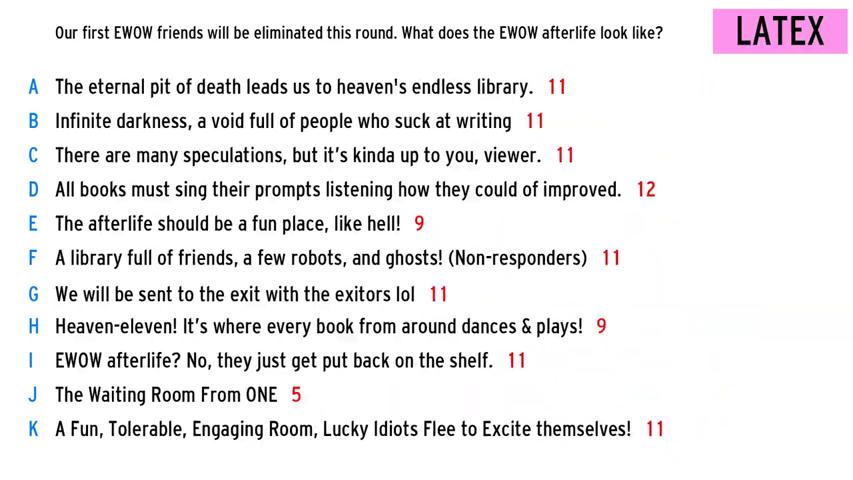 Our first EWOW friends will be eliminated this round. What does the EWOW afterlife look like?
LATEX
A The eternal pit of death leads us to heaven's endless library. 11
B Infinite darkness, a void full of people who suck at writing 11
C There are many speculations, but it's kinda up to you, viewer. 11
D All books must sing their prompts listening how they could of improved. 12
E The afterlife should be a fun place, like hell! 9
F A library full of friends, a few robots, and ghosts! (Non-responders) 11
G We will be sent to the exit with the exitors lol 11
H Heaven-eleven! It's where every book from around dances & plays! 9
I EWOW afterlife? No, they just get put back on the shelf. 11
J The Waiting Room From ONE 5
K A Fun, Tolerable, Engaging Room, Lucky Idiots Flee to Excite themselves! 11